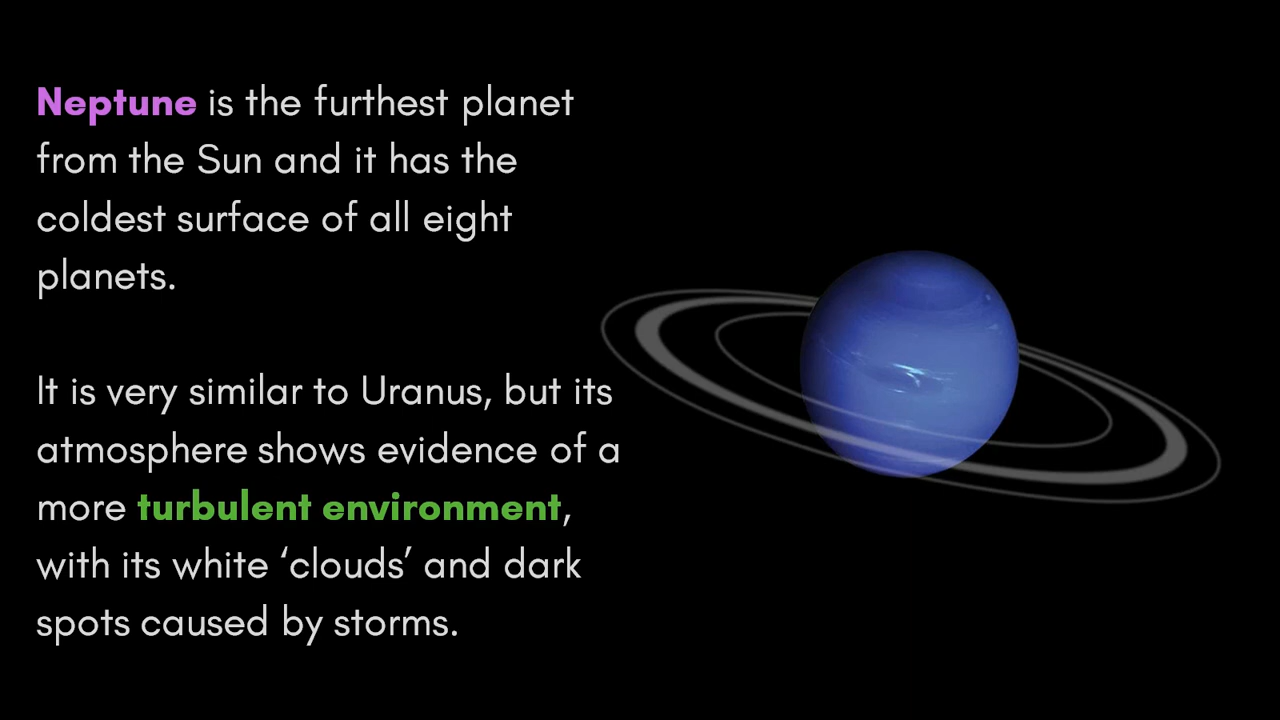 Neptune is the furthest planet
from the Sun and it has the
coldest surface of all eight
planets.
It is very similar to Uranus, but its
atmosphere shows evidence of a
more turbulent environment,
with its white ‘clouds’ and dark
spots caused by storms.